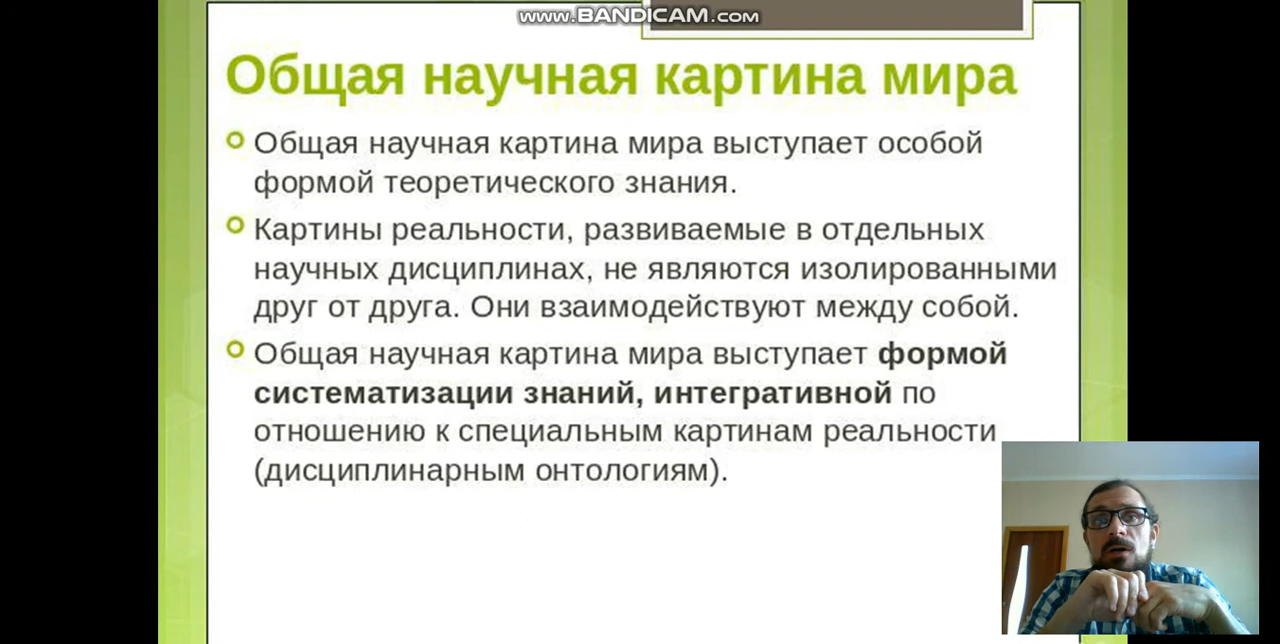 www.BANDICAM.com
Общая научная картина мира
Общая научная картина мира выступает особой
формой теоретического знания.
Картины реальности, развиваемые в отдельных
научных дисциплинах, не являются изолированными
друг от друга. Они взаимодействуют между собой.
Общая научная картина мира выступает формой
систематизации знаний, интегративной по
отношению к специальным картинам реальности
(дисциплинарным онтологиям).